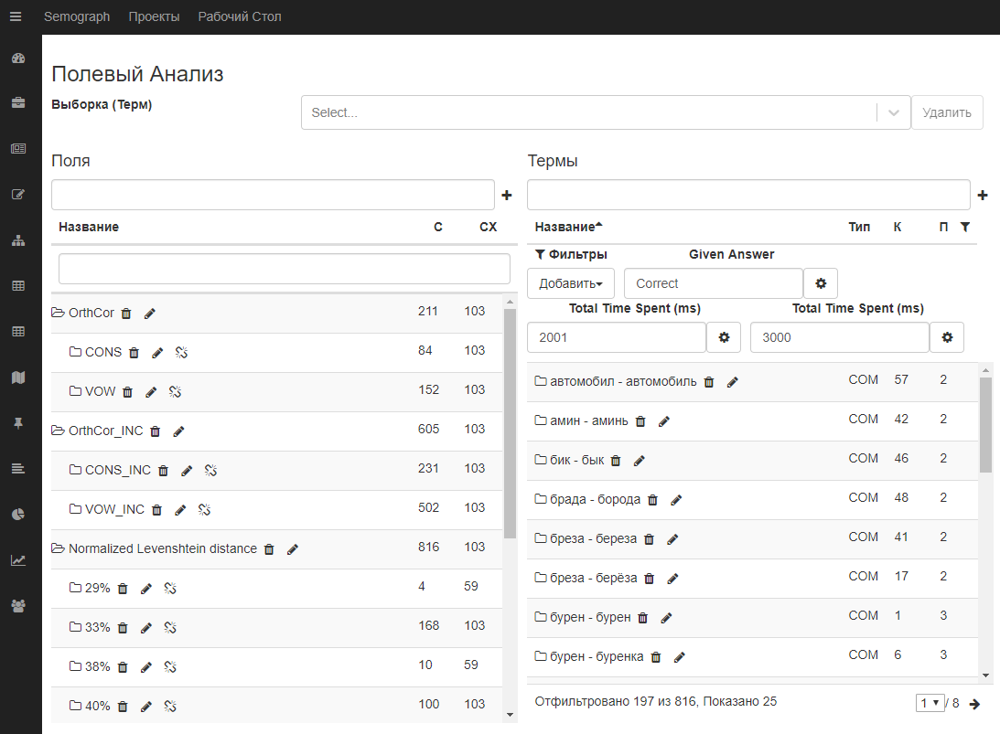 Semograph Проекты Рабочий Стол
Полевый Анализ
Выборка (Терм)
Select...
Удалить
Поля
Название С СХ
OrthCor 211 103
CONS 84 103
VOW 152 103
OrthCor_INC 605 103
CONS_INC 231 103
VOW_INC 502 103
Normalized Levenshtein distance 816 103
29% 4 59
33% 168 103
38% 10 59
40% 100 103
Термы
Название Тип К П
Фильтры Given Answer
Добавить Correct
Total Time Spent (ms) Total Time Spent (ms)
2001 3000
автомобил - автомобиль COM 57 2
амин - аминь COM 42 2
бик - бык COM 46 2
брада - борода COM 48 2
бреза - береза COM 41 2
бреза - берёза COM 17 2
бурен - бурен COM 1 3
бурен - буренка COM 6 3
Отфильтровано 197 из 816, Показано 25
1 / 8